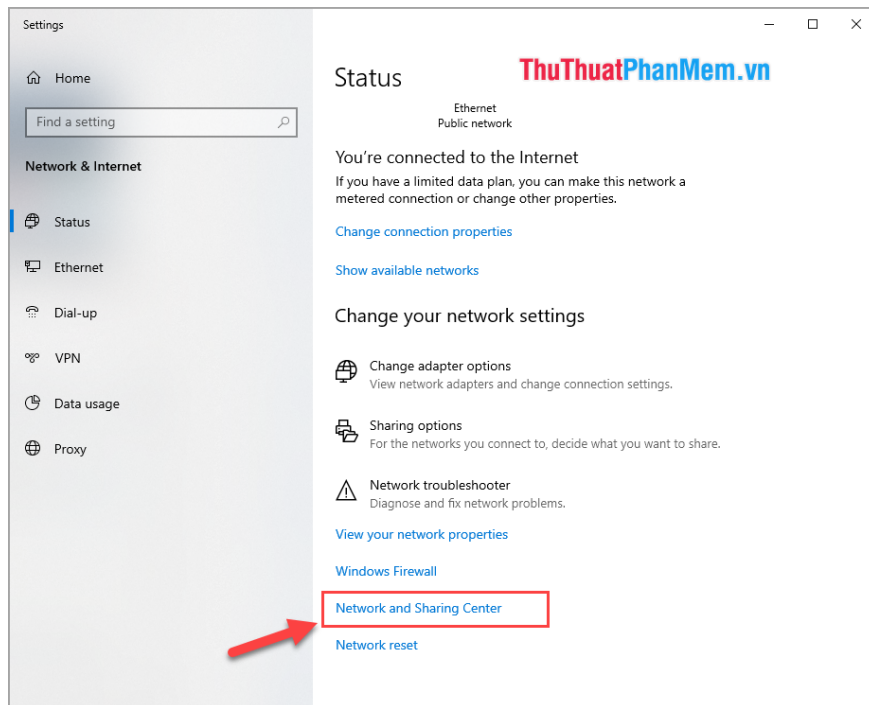 Settings
Home
Find a setting
Network & Internet
Status
Ethernet
Dial-up
VPN
Data usage
Proxy
Status
ThuThuatPhanMem.vn
Ethernet
Public network
You're connected to the Internet
If you have a limited data plan, you can make this network a
metered connection or change other properties.
Change connection properties
Show available networks
Change your network settings
Change adapter options
View network adapters and change connection settings.
Sharing options
For the networks you connect to, decide what you want to share.
Network troubleshooter
Diagnose and fix network problems.
View your network properties
Windows Firewall
Network and Sharing Center
Network reset